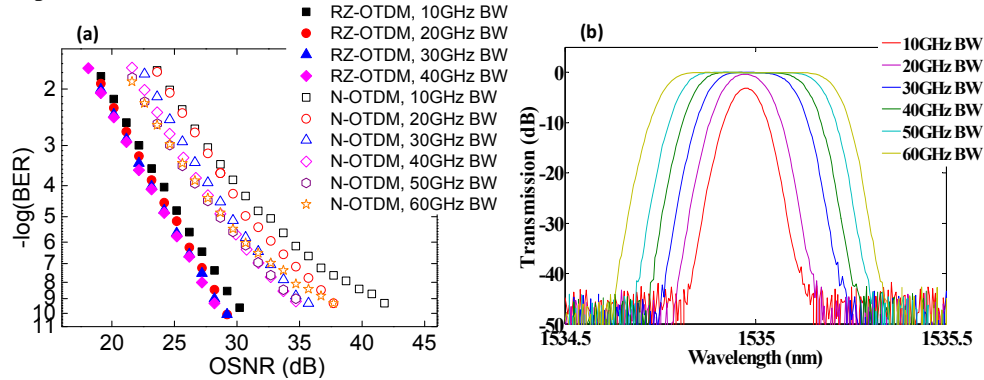 (a)
RZ-OTDM, 10GHz BW
RZ-OTDM, 20GHz BW
RZ-OTDM, 30GHz BW
RZ-OTDM, 40GHz BW
N-OTDM, 10GHz BW
N-OTDM, 20GHz BW
N-OTDM, 30GHz BW
N-OTDM, 40GHz BW
N-OTDM, 50GHz BW
N-OTDM, 60GHz BW
-log(BER)
2
3
4
5
6
7
8
9
10
11
20 25 30 35 40 45
OSNR (dB)
(b)
10GHz BW
20GHz BW
30GHz BW
40GHz BW
50GHz BW
60GHz BW
Transmission (dB)
0
-10
-20
-30
-40
-50
1534.5 1535 1535.5
Wavelength (nm)